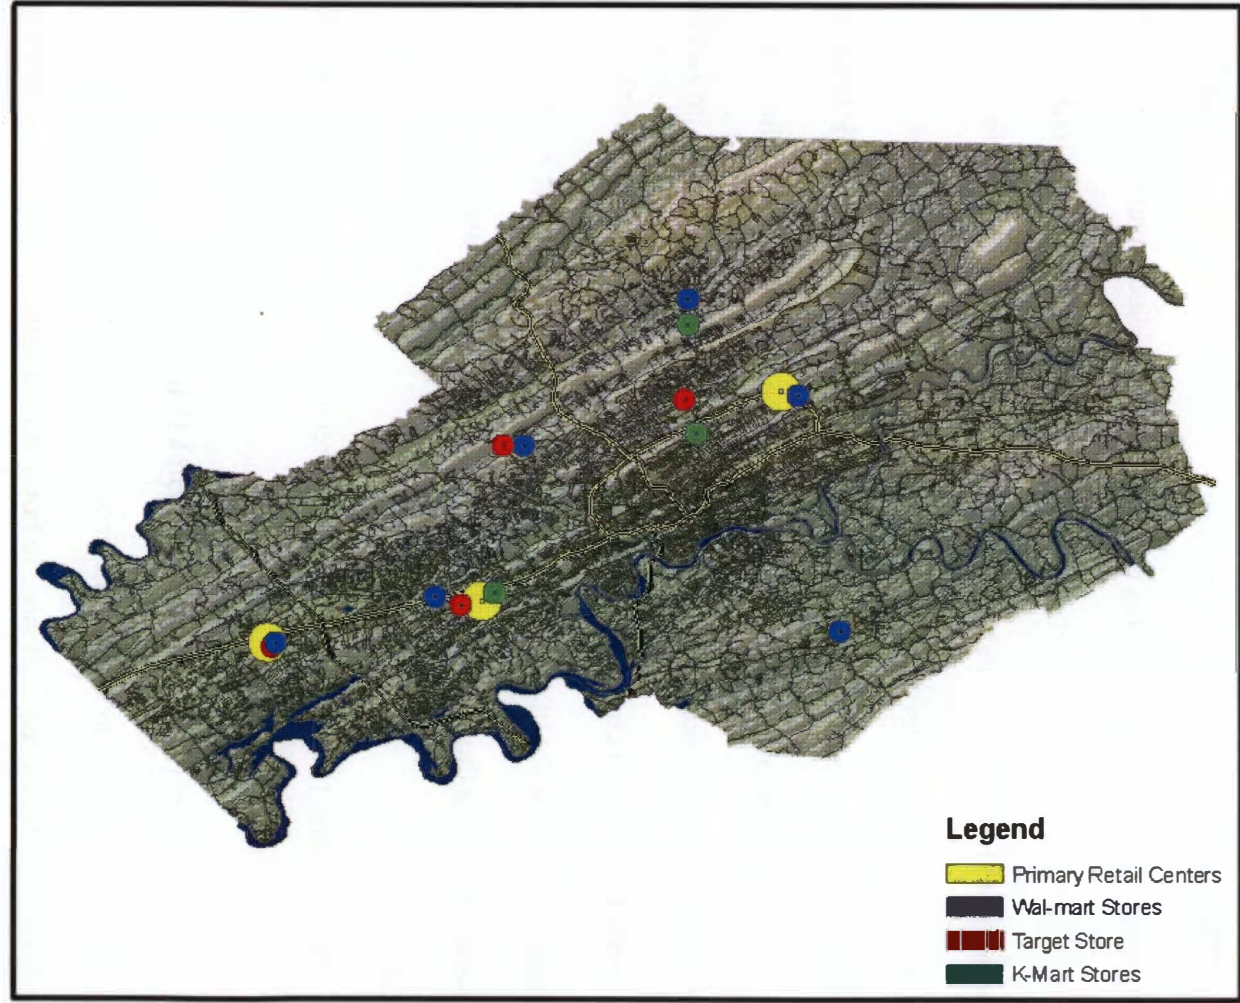 Legend
Primary Retail Centers
Wal-mart Stores
Target Store
K-Mart Stores